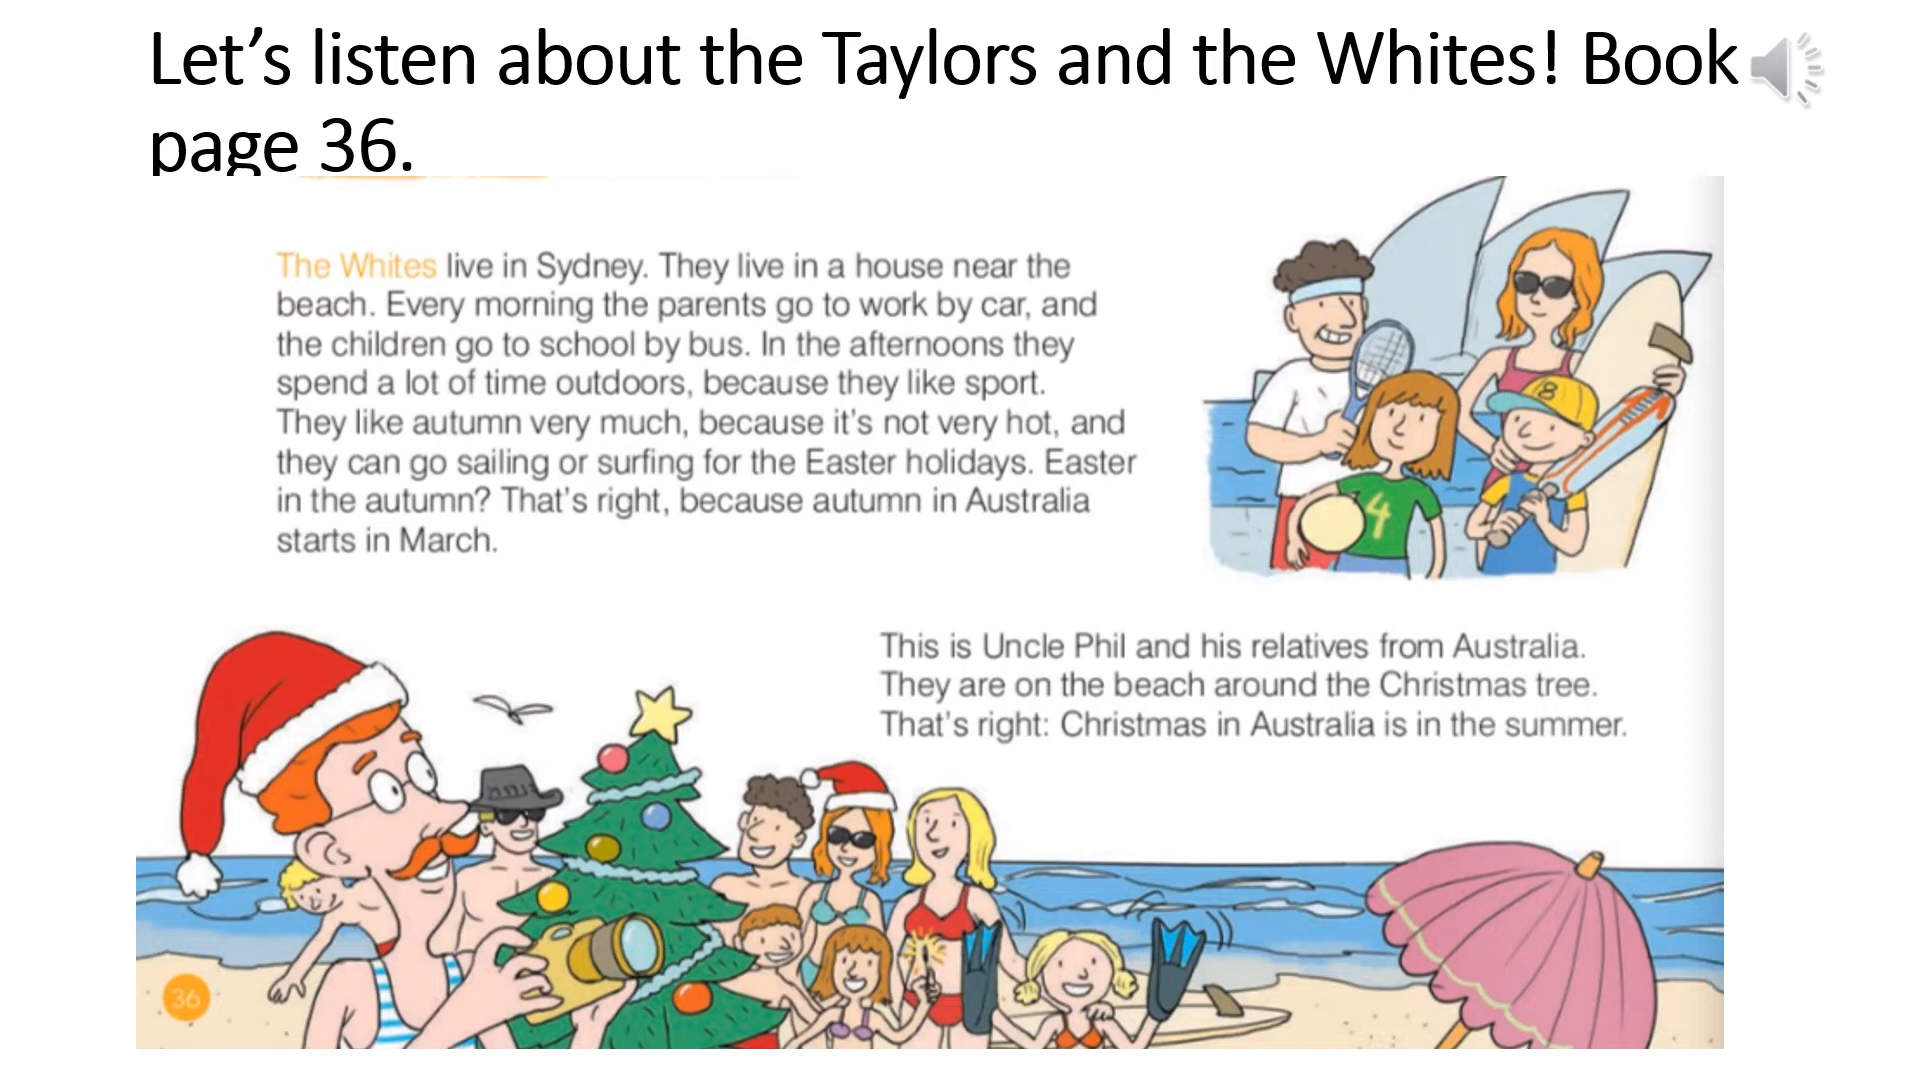 Let's listen about the Taylors and the Whites! Book
page 36.
The Whites live in Sydney. They live in a house near the
beach. Every morning the parents go to work by car, and
the children go to school by bus. In the afternoons they
spend a lot of time outdoors, because they like sport.
They like autumn very much, because it's not very hot, and
they can go sailing or surfing for the Easter holidays. Easter
in the autumn? That's right, because autumn in Australia
starts in March.
8
4
This is Uncle Phil and his relatives from Australia.
They are on the beach around the Christmas tree.
That's right: Christmas in Australia is in the summer.
36